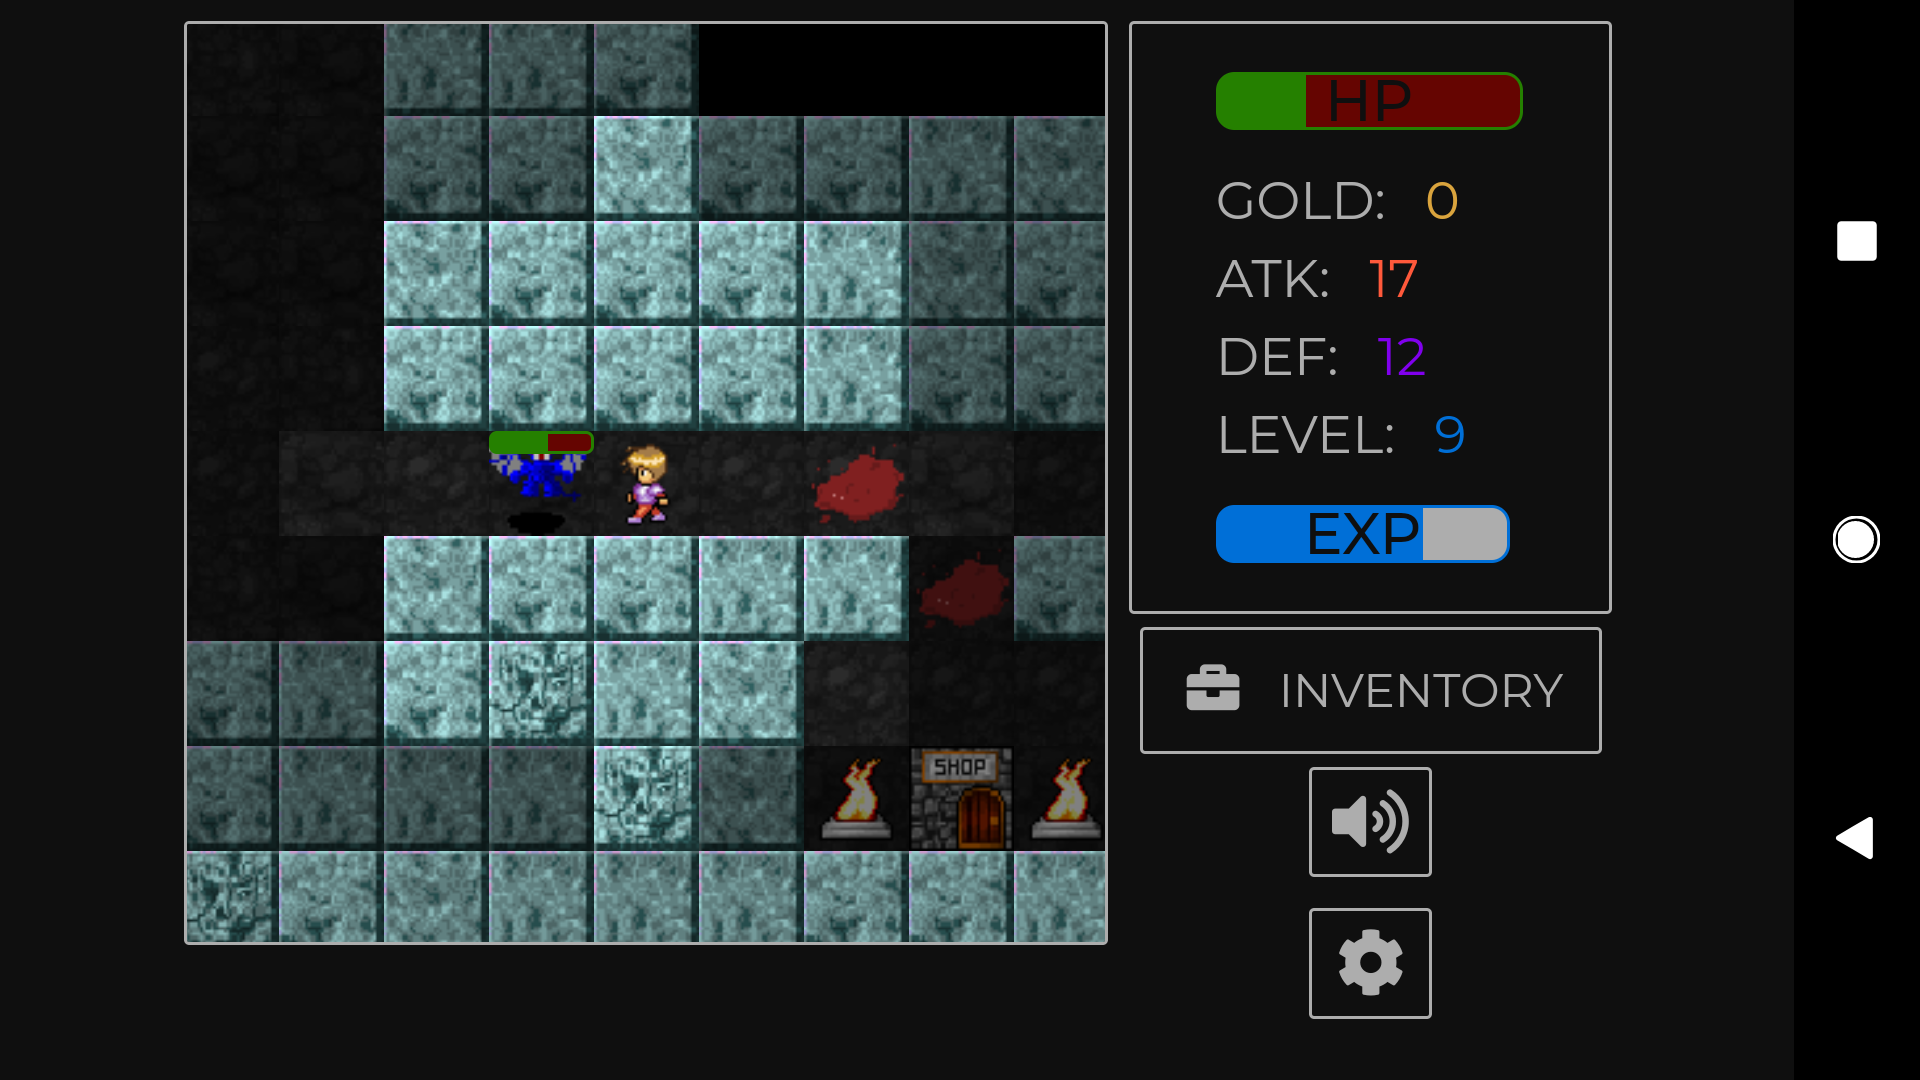 HP
GOLD: 0
ATK: 17
DEF: 12
LEVEL: 9
EXP
INVENTORY
SHOP